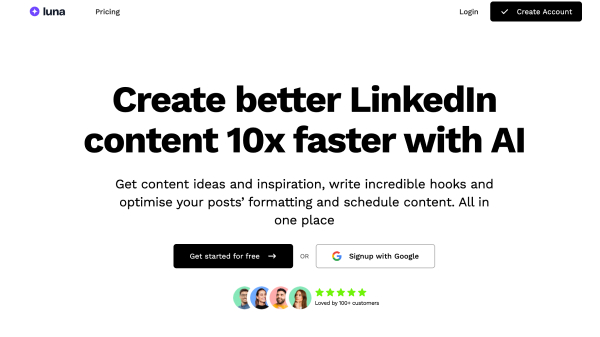 luna
Pricing
Login
Create Account
Create better LinkedIn
content 10x faster with AI
Get content ideas and inspiration, write incredible hooks and
optimise your posts’ formatting and schedule content. All in
one place
Get started for free
OR
Signup with Google
Loved by 100+ customers